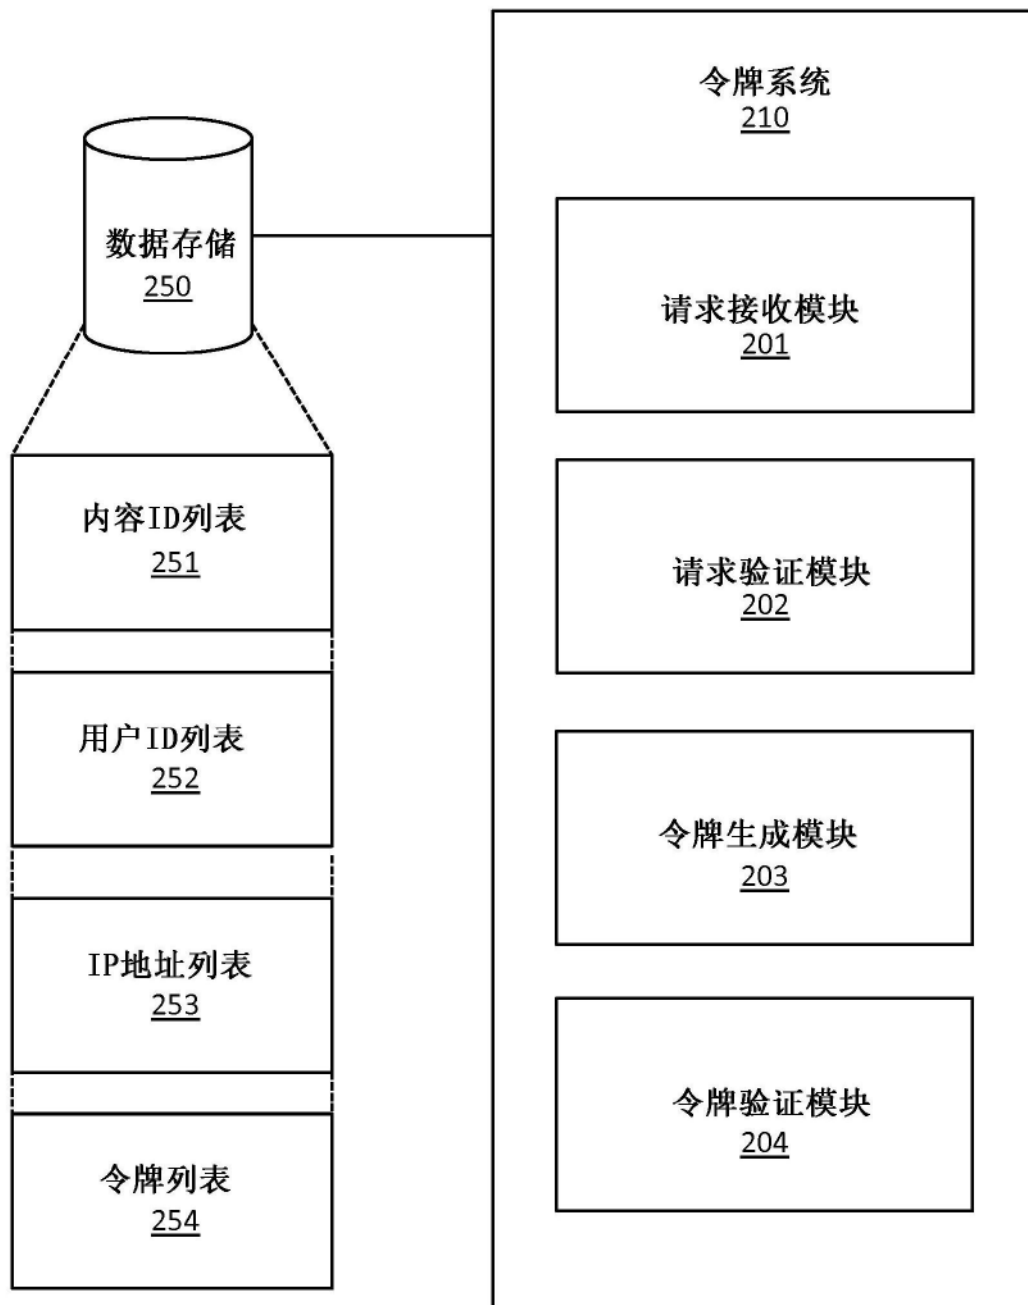 数据存储
250
内容ID列表
251
用户ID列表
252
IP地址列表
253
令牌列表
254
令牌系统
210
请求接收模块
201
请求验证模块
202
令牌生成模块
203
令牌验证模块
204